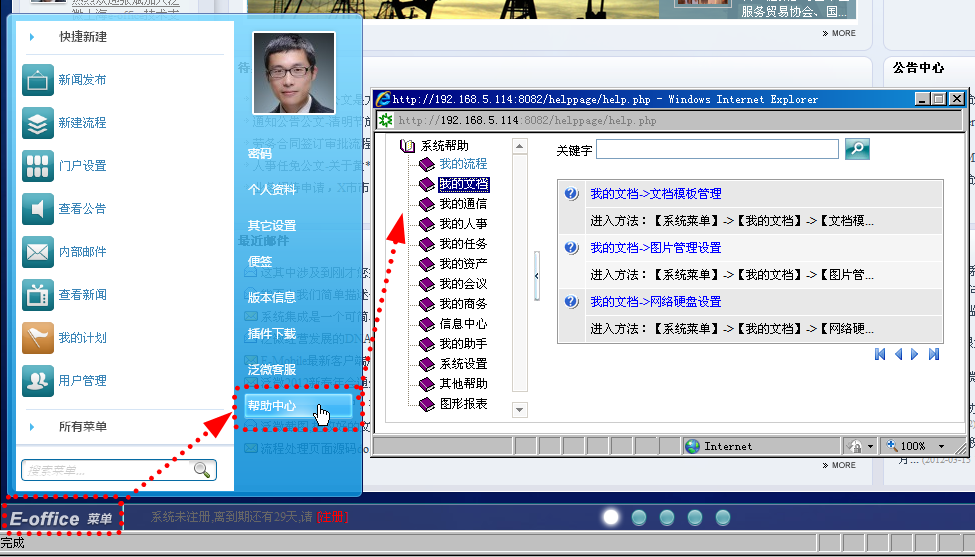 服务贸易协会、国...
» MORE
公告中心
快捷新建
新闻发布
新建流程
门户设置
查看公告
内部邮件
查看新闻
我的计划
用户管理
所有菜单
搜索菜单...
密码
个人资料
其它设置
便签
版本信息
插件下载
泛微客服
帮助中心
最近邮件
http://192.168.5.114:8082/helppage/help.php - Windows Internet Explorer
http://192.168.5.114:8082/helppage/help.php
系统帮助
我的流程
我的文档
我的通信
我的人事
我的任务
我的资产
我的会议
我的商务
信息中心
我的助手
系统设置
其他帮助
图形报表
关键字
我的文档->文档模板管理
进入方法：【系统菜单】->【我的文档】->【文档模...
我的文档->图片管理设置
进入方法：【系统菜单】->【我的文档】->【图片管...
我的文档->网络硬盘设置
进入方法：【系统菜单】->【我的文档】->【网络硬...
Internet
100%
» MORE
(2012-03-15
E-office 菜单
系统未注册,离到期还有29天,请 [注册]
完成